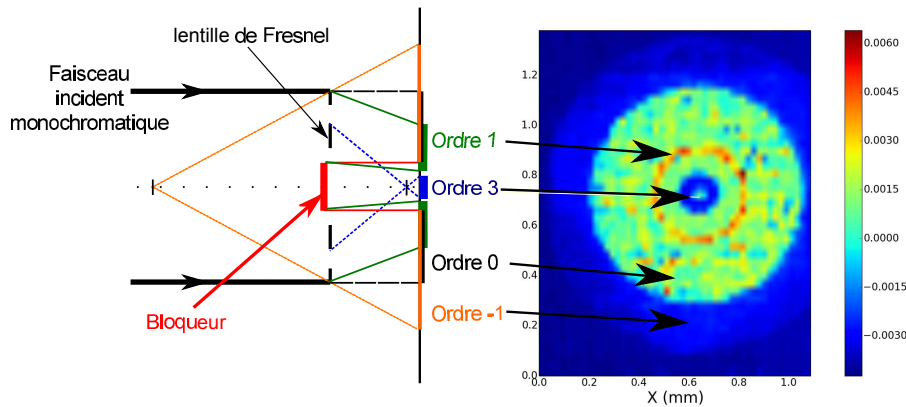 lentille de Fresnel
Faisceau
incident
monochromatique
Bloqueur
Ordre 1
Ordre 3
Ordre 0
Ordre -1
1.2
1.0
0.8
0.6
0.4
0.2
0.0
0.0
0.2
0.4
0.6
0.8
1.0
X (mm)
0.0060
0.0045
0.0030
0.0015
0.0000
−0.0015
−0.0030